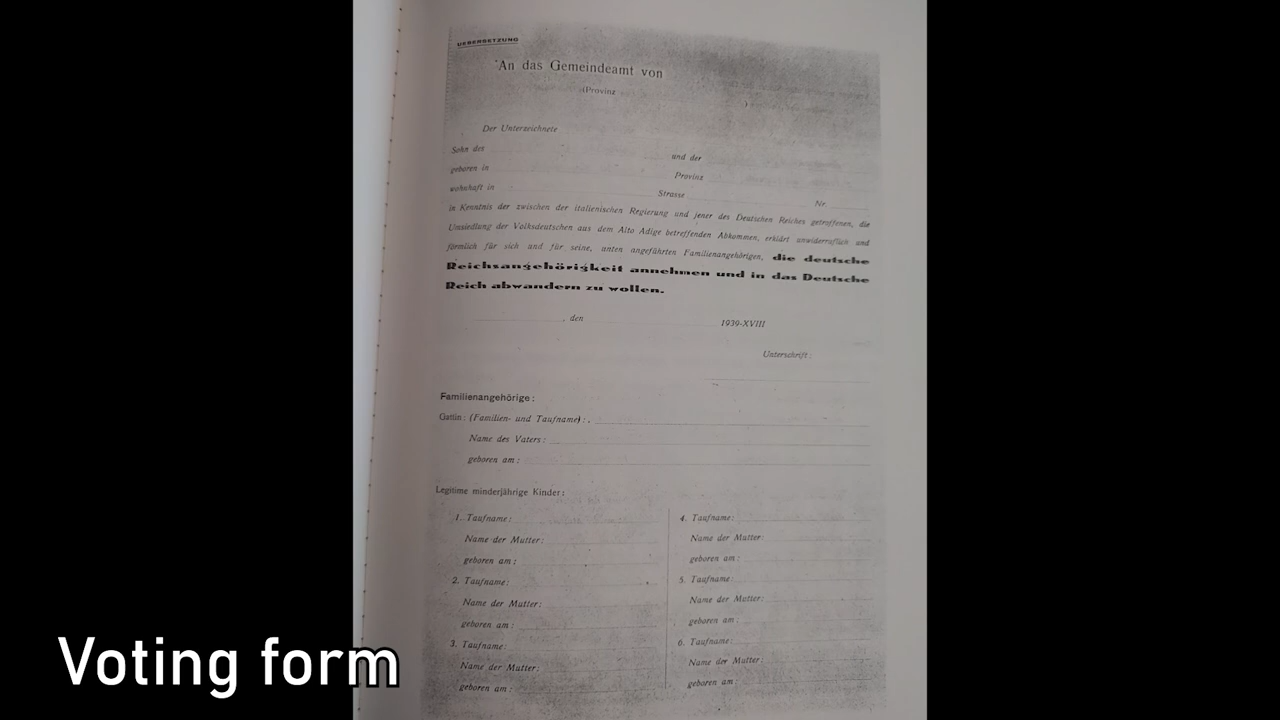 UEBERSETZUNG
An das Gemeindeamt von
(Provinz )
Der Unterzeichnete
Sohn des und der
geboren in Provinz
wohnhaft in Strasse Nr.
in Kenntnis der zwischen der italienischen Regierung und jener des Deutschen Reiches getroffenen, die
Umsiedlung der Volksdeutschen aus dem Alto Adige betreffenden Abkommen, erklärt unwiderruflich und
förmlich für sich und für seine, unten angeführten Familienangehörigen, die deutsche
Reichsangehörigkeit annehmen und in das Deutsche
Reich abwandern zu wollen.
, den 1939-XVIII
Unterschrift:
Familienangehörige:
Gattin: (Familien- und Taufname):
Name des Vaters:
geboren am:
Legitime minderjährige Kinder:
1. Taufname:
Name der Mutter:
geboren am:
2. Taufname:
Name der Mutter:
geboren am:
3. Taufname:
Name der Mutter:
geboren am:
4. Taufname:
Name der Mutter:
geboren am:
5. Taufname:
Name der Mutter:
geboren am:
6. Taufname:
Name der Mutter:
geboren am:
Voting form